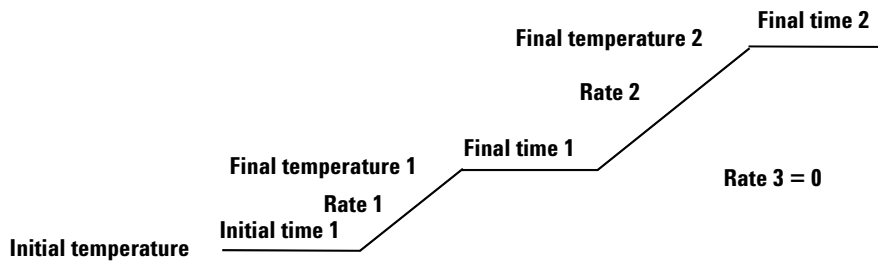 Final time 2
Final temperature 2
Rate 2
Final time 1
Final temperature 1
Rate 3 = 0
Rate 1
Initial time 1
Initial temperature